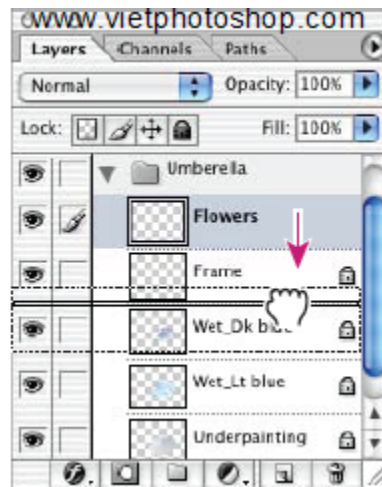 www.vietphotoshop.com
Layers Channels Paths
Normal Opacity: 100%
Lock: Fill: 100%
Umberella
Flowers
Frame
Wet_Dk blue
Wet_Lt blue
Underpainting